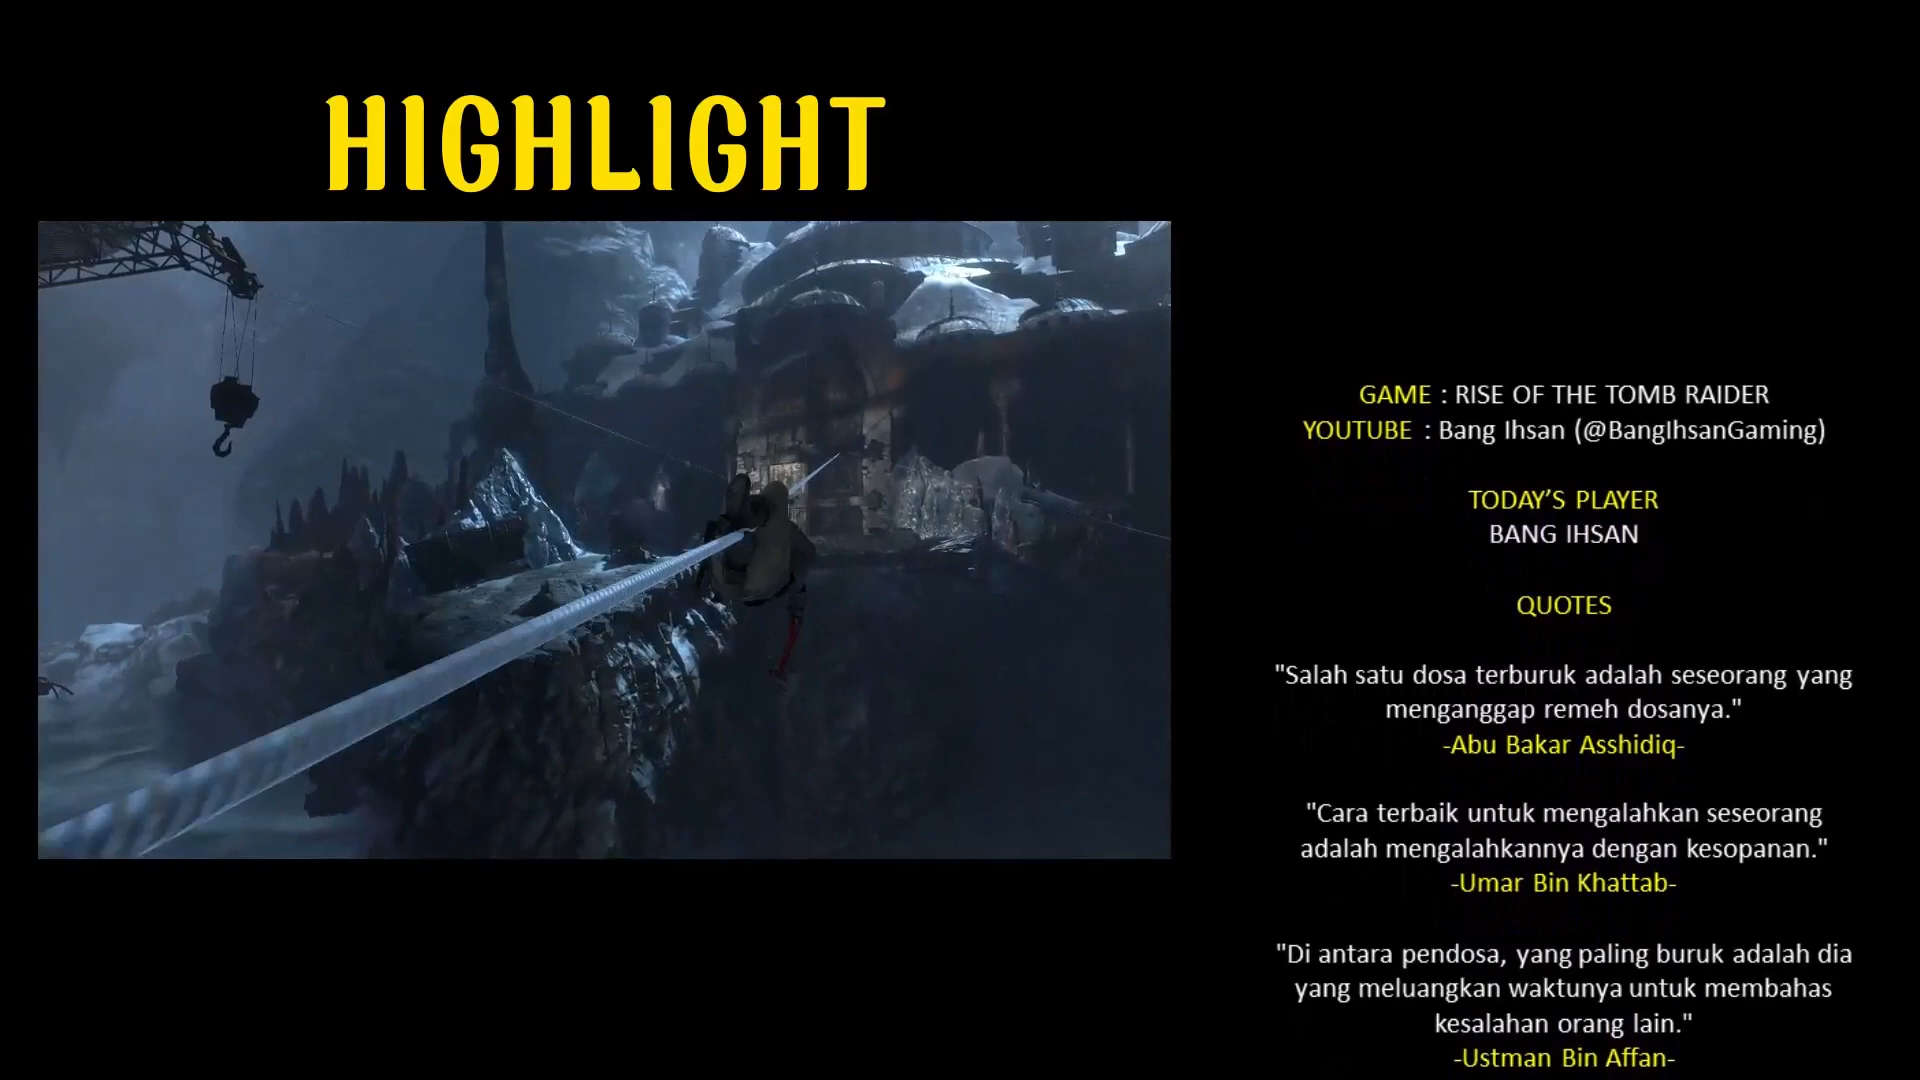 HIGHLIGHT
GAME : RISE OF THE TOMB RAIDER
YOUTUBE : Bang Ihsan (@BangIhsanGaming)
TODAY’S PLAYER
BANG IHSAN
QUOTES
"Salah satu dosa terburuk adalah seseorang yang
menganggap remeh dosanya."
-Abu Bakar Asshidiq-
"Cara terbaik untuk mengalahkan seseorang
adalah mengalahkannya dengan kesopanan."
-Umar Bin Khattab-
"Di antara pendosa, yang paling buruk adalah dia
yang meluangkan waktunya untuk membahas
kesalahan orang lain."
-Ustman Bin Affan-